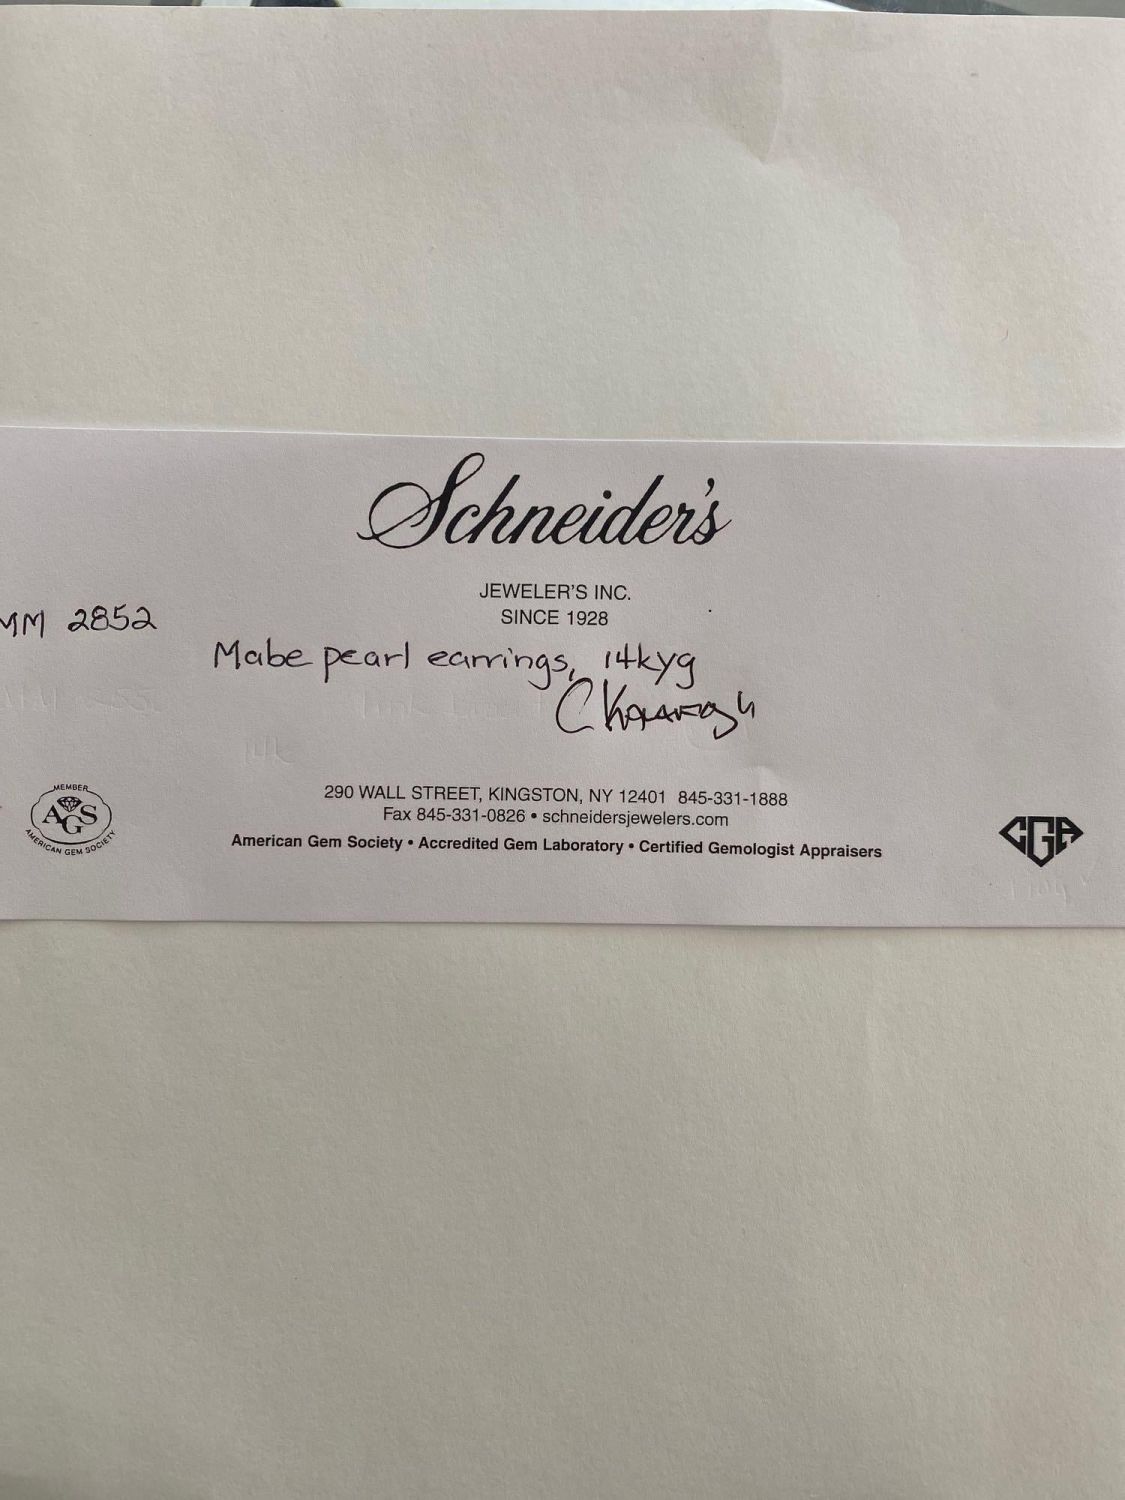 Schneider's
JEWELER'S INC.
SINCE 1928
MM 2852
Mabe pearl earrings, 14kyg
290 WALL STREET, KINGSTON, NY 12401 845-331-1888
Fax 845-331-0826 • schneidersjewelers.com
American Gem Society • Accredited Gem Laboratory • Certified Gemologist Appraisers
MEMBER
AGS
AMERICAN GEM SOCIETY
CGA